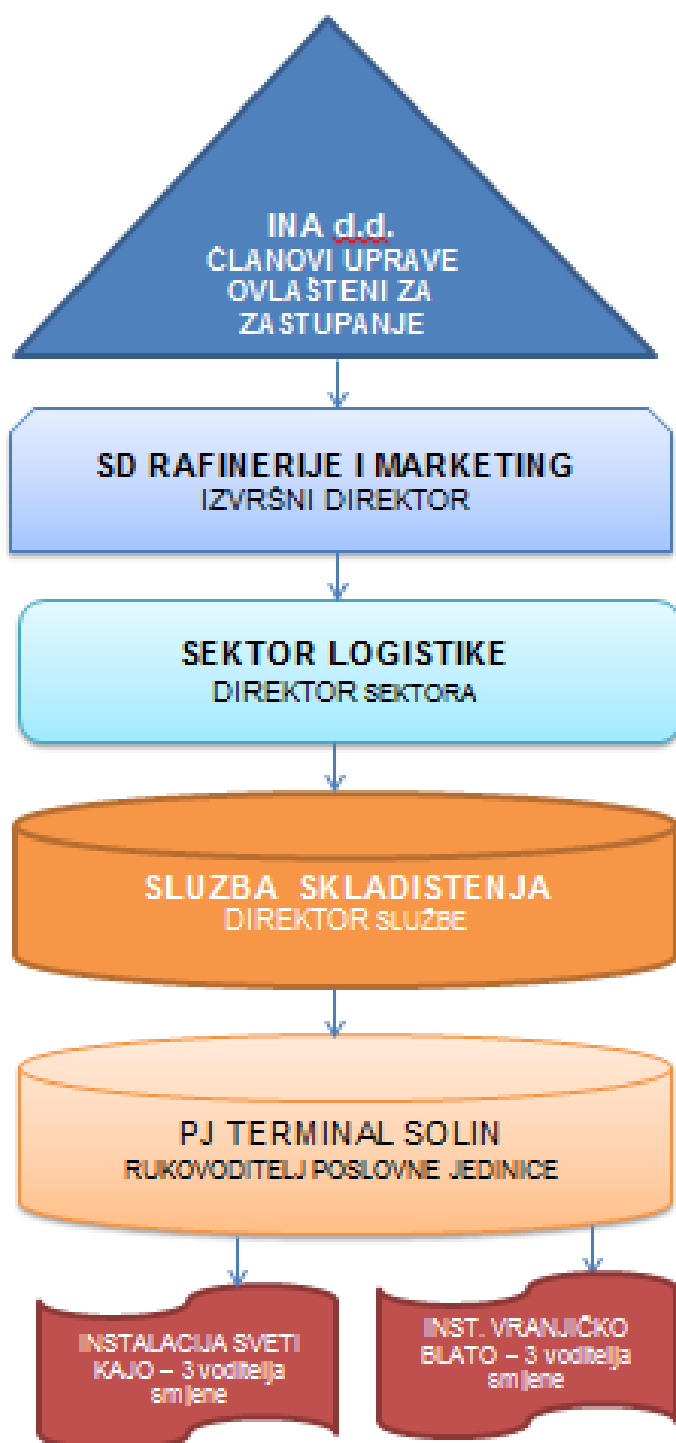 INA d.d.
ČLANOVI UPRAVE
OVLAŠTENI ZA
ZASTUPANJE
SD RAFINERIJE I MARKETING
IZVRŠNI DIREKTOR
SEKTOR LOGISTIKE
DIREKTOR SEKTORA
SLUZBA SKLADISTENJA
DIREKTOR SLUŽBE
PJ TERMINAL SOLIN
RUKOVODITELJ POSLOVNE JEDINICE
INSTALACIJA SVETI
KAJO – 3 voditelja
smjene
INST. VRANJIČKO
BLATO – 3 voditelja
smjene